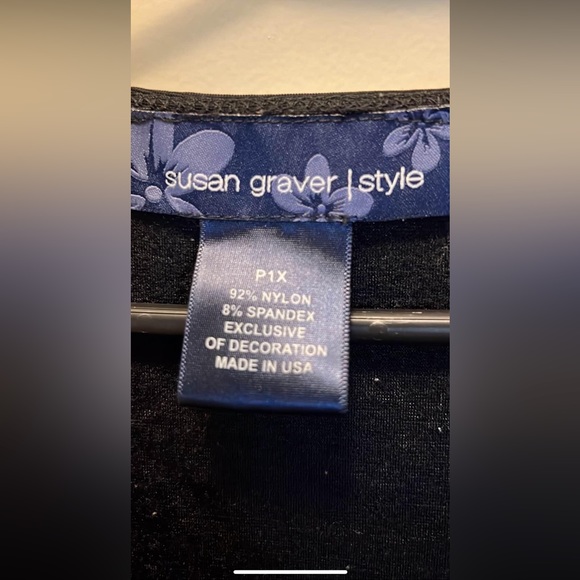 susan graver | style
P1X
92% NYLON
8% SPANDEX
EXCLUSIVE
OF DECORATION
MADE IN USA